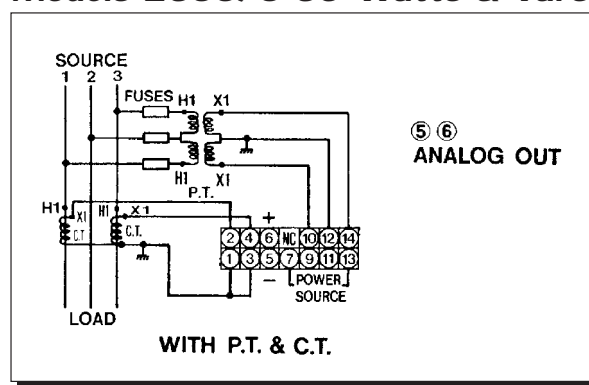 SOURCE
1 2 3
FUSES H1 X1
H1 X1
P.T.
⑤ ⑥
ANALOG OUT
H1 X1 H1 X1
C.T. C.T.
+
2 4 6 NC 10 12 14
1 3 5 7 9 11 13
– POWER
SOURCE
LOAD
WITH P.T. & C.T.